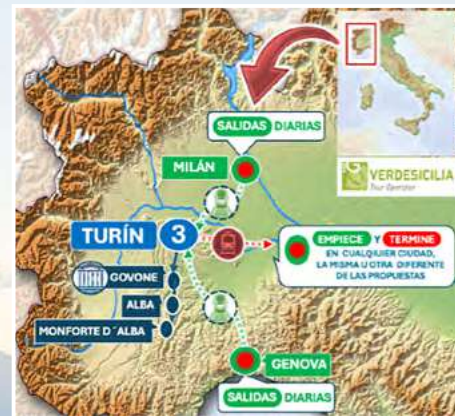 SALIDAS DIARIAS
MILÁN
VERDESICILIA
Tour Operator
TURÍN 3
EMPIECE Y TERMINE
EN CUALQUIER CIUDAD,
LA MISMA U OTRA DIFERENTE
DE LAS PROPUESTAS
GOVONE
ALBA
MONFORTE D´ALBA
GENOVA
SALIDAS DIARIAS